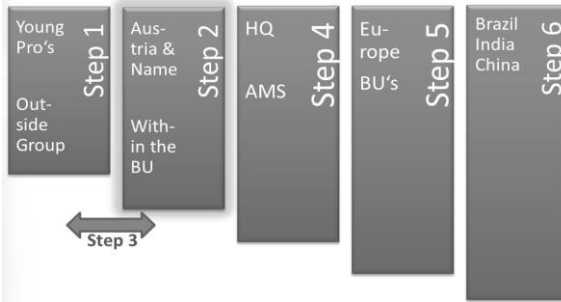 Young
Pro's
Out-
side
Group
Step 1
Aus-
tria &
Name
With-
in the
BU
Step 2
Step 3
HQ
AMS
Step 4
Eu-
rope
BU's
Step 5
Brazil
India
China
Step 6